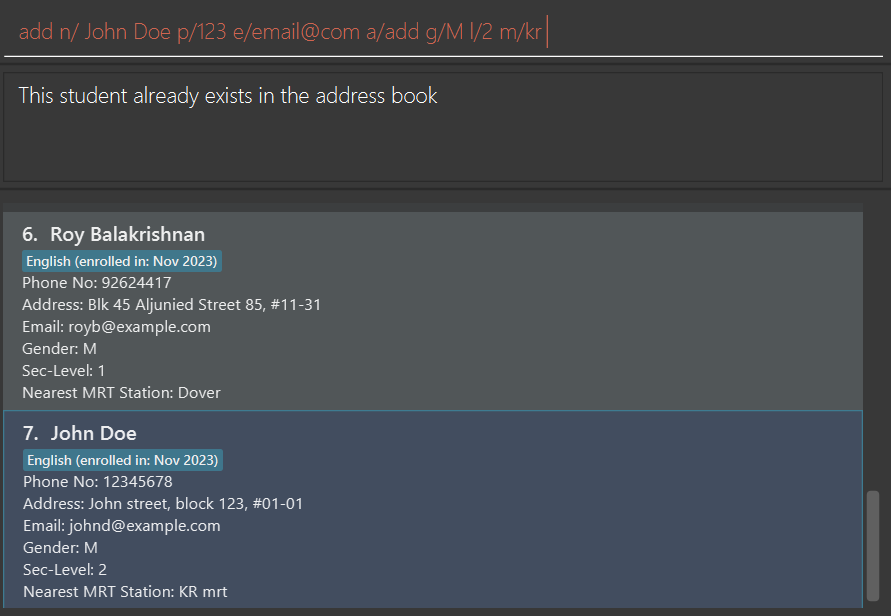 add n/ John Doe p/123 e/email@com a/add g/M l/2 m/kr
This student already exists in the address book
6. Roy Balakrishnan
English (enrolled in: Nov 2023)
Phone No: 92624417
Address: Blk 45 Aljunied Street 85, #11-31
Email: royb@example.com
Gender: M
Sec-Level: 1
Nearest MRT Station: Dover
7. John Doe
English (enrolled in: Nov 2023)
Phone No: 12345678
Address: John street, block 123, #01-01
Email: johnd@example.com
Gender: M
Sec-Level: 2
Nearest MRT Station: KR mrt